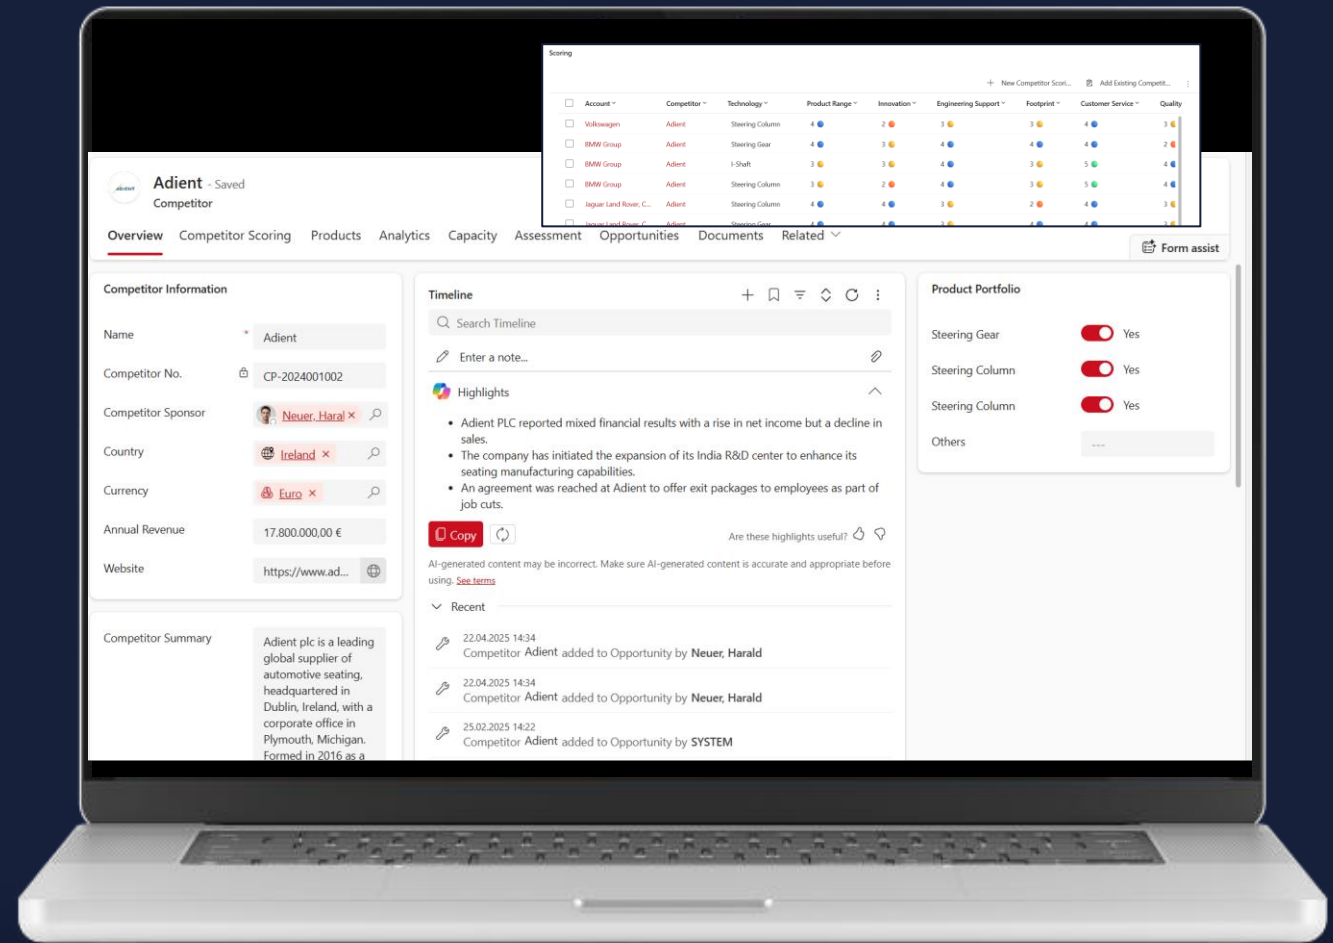 Scoring
New Competitor Scori... Add Existing Competit...
Account Competitor Technology Product Range Innovation Engineering Support Footprint Customer Service Quality
Volkswagen Adient Steering Column 4 2 3 3 4 3
BMW Group Adient Steering Gear 4 3 4 4 4 2
BMW Group Adient I-Shaft 3 3 4 3 5 4
BMW Group Adient Steering Column 3 2 4 3 5 4
Jaguar Land Rover, C... Adient Steering Column 4 4 3 2 4 3
Jaguar Land Rover, C... Adient Steering Gear
Adient - Saved
Competitor
Overview Competitor Scoring Products Analytics Capacity Assessment Opportunities Documents Related
Form assist
Competitor Information
Name * Adient
Competitor No. CP-2024001002
Competitor Sponsor Neuer, Haral ×
Country Ireland ×
Currency Euro ×
Annual Revenue 17.800.000,00 €
Website https://www.ad...
Competitor Summary
Adient plc is a leading
global supplier of
automotive seating,
headquartered in
Dublin, Ireland, with a
corporate office in
Plymouth, Michigan.
Formed in 2016 as a
Timeline
Search Timeline
Enter a note...
Highlights
• Adient PLC reported mixed financial results with a rise in net income but a decline in
sales.
• The company has initiated the expansion of its India R&D center to enhance its
seating manufacturing capabilities.
• An agreement was reached at Adient to offer exit packages to employees as part of
job cuts.
Copy
Are these highlights useful?
AI-generated content may be incorrect. Make sure AI-generated content is accurate and appropriate before
using. See terms
Recent
22.04.2025 14:34
Competitor Adient added to Opportunity by Neuer, Harald
22.04.2025 14:34
Competitor Adient added to Opportunity by Neuer, Harald
25.02.2025 14:22
Competitor Adient added to Opportunity by SYSTEM
Product Portfolio
Steering Gear Yes
Steering Column Yes
Steering Column Yes
Others ---